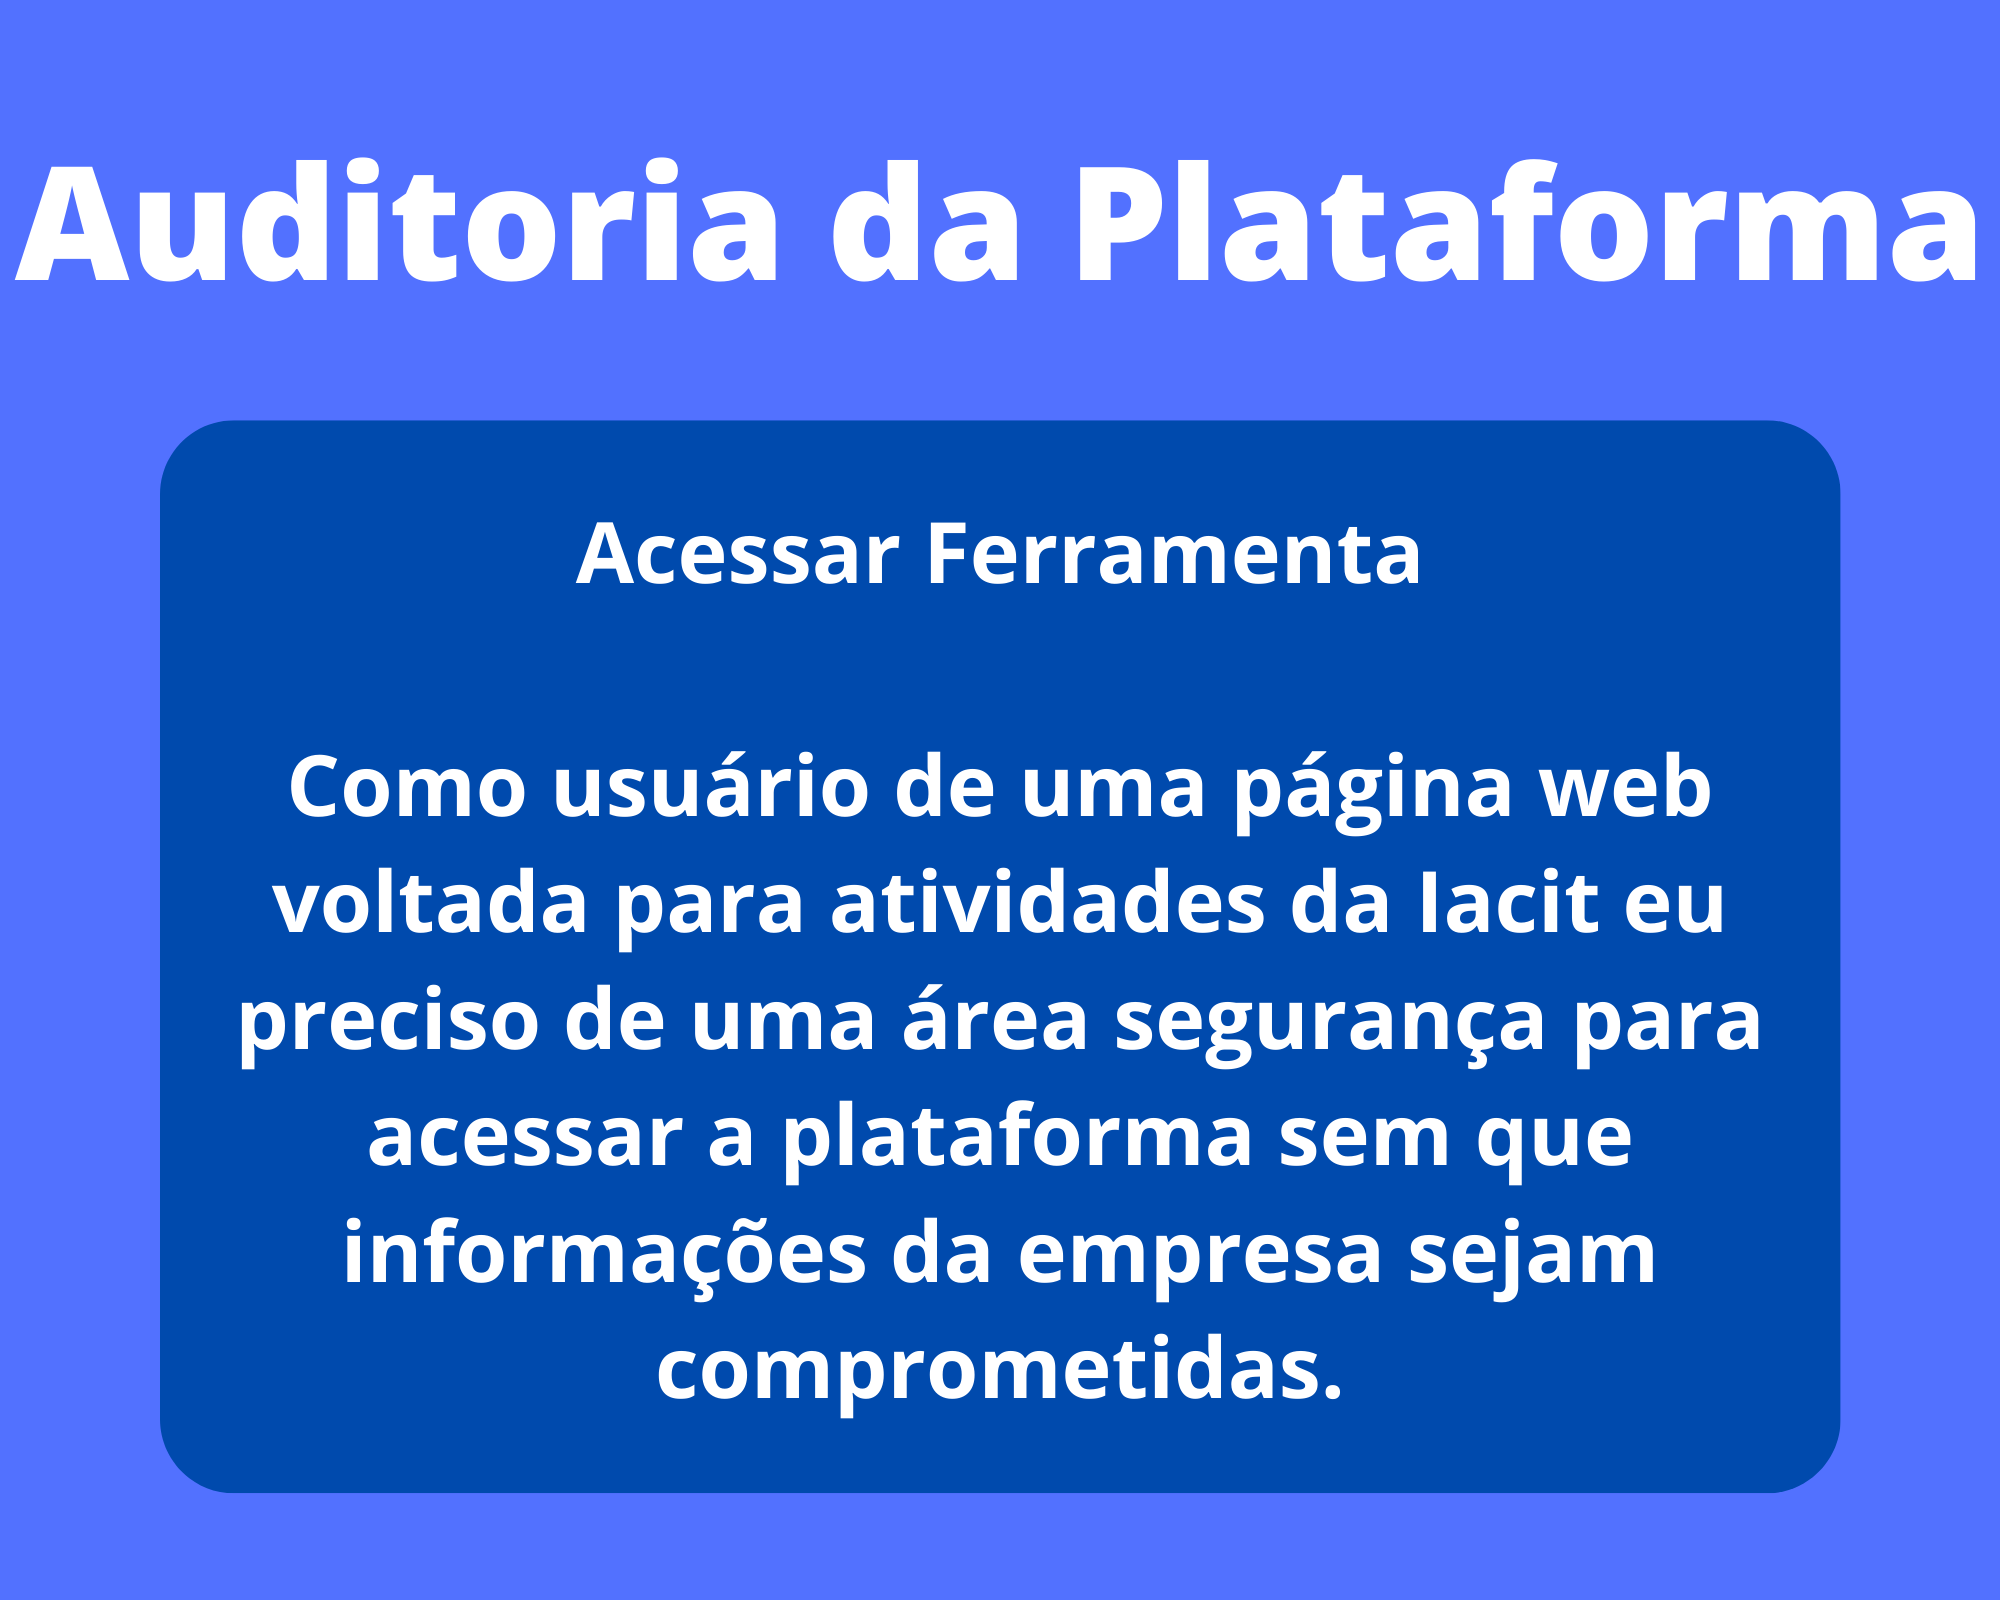 Auditoria da Plataforma
Acessar Ferramenta
Como usuário de uma página web
voltada para atividades da Iacit eu
preciso de uma área segurança para
acessar a plataforma sem que
informações da empresa sejam
comprometidas.